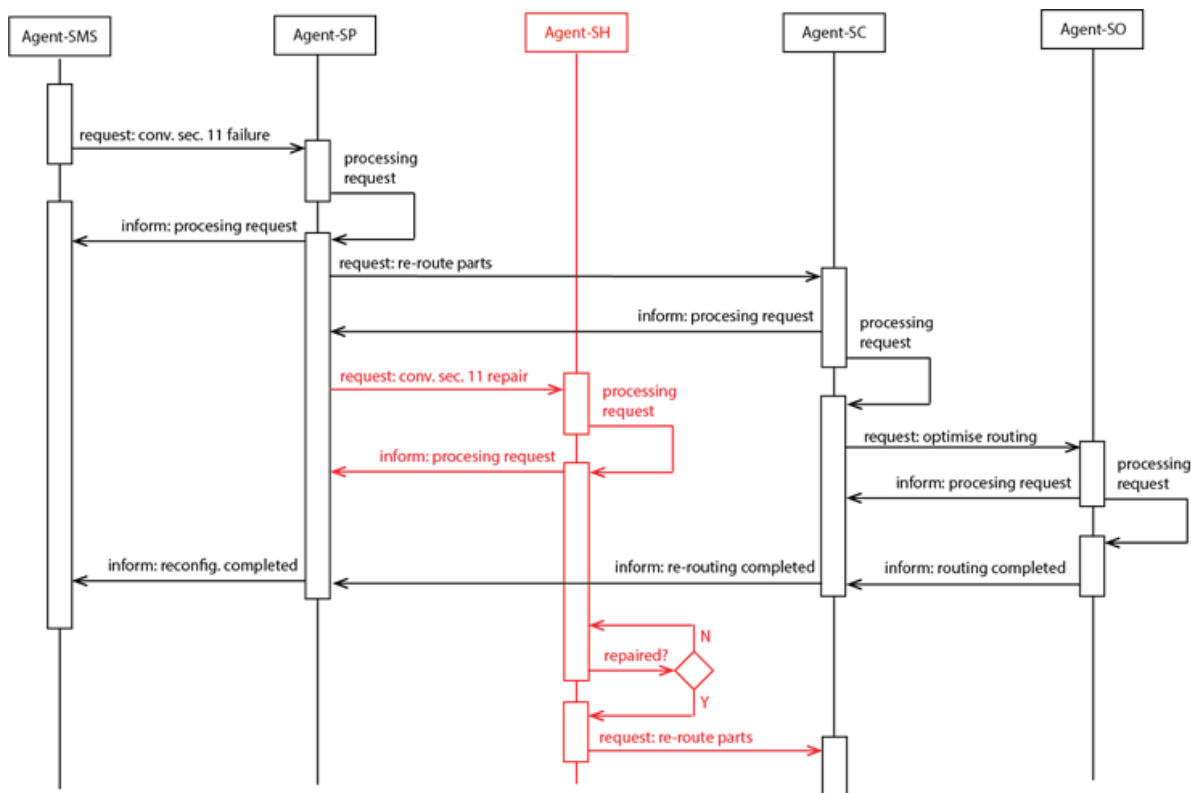 Agent-SMS
Agent-SP
Agent-SH
Agent-SC
Agent-SO
request: conv. sec. 11 failure
processing
request
inform: procesing request
request: re-route parts
inform: procesing request
processing
request
request: conv. sec. 11 repair
processing
request
request: optimise routing
inform: procesing request
processing
request
inform: procesing request
inform: reconfig. completed
inform: re-routing completed
inform: routing completed
N
repaired?
Y
request: re-route parts